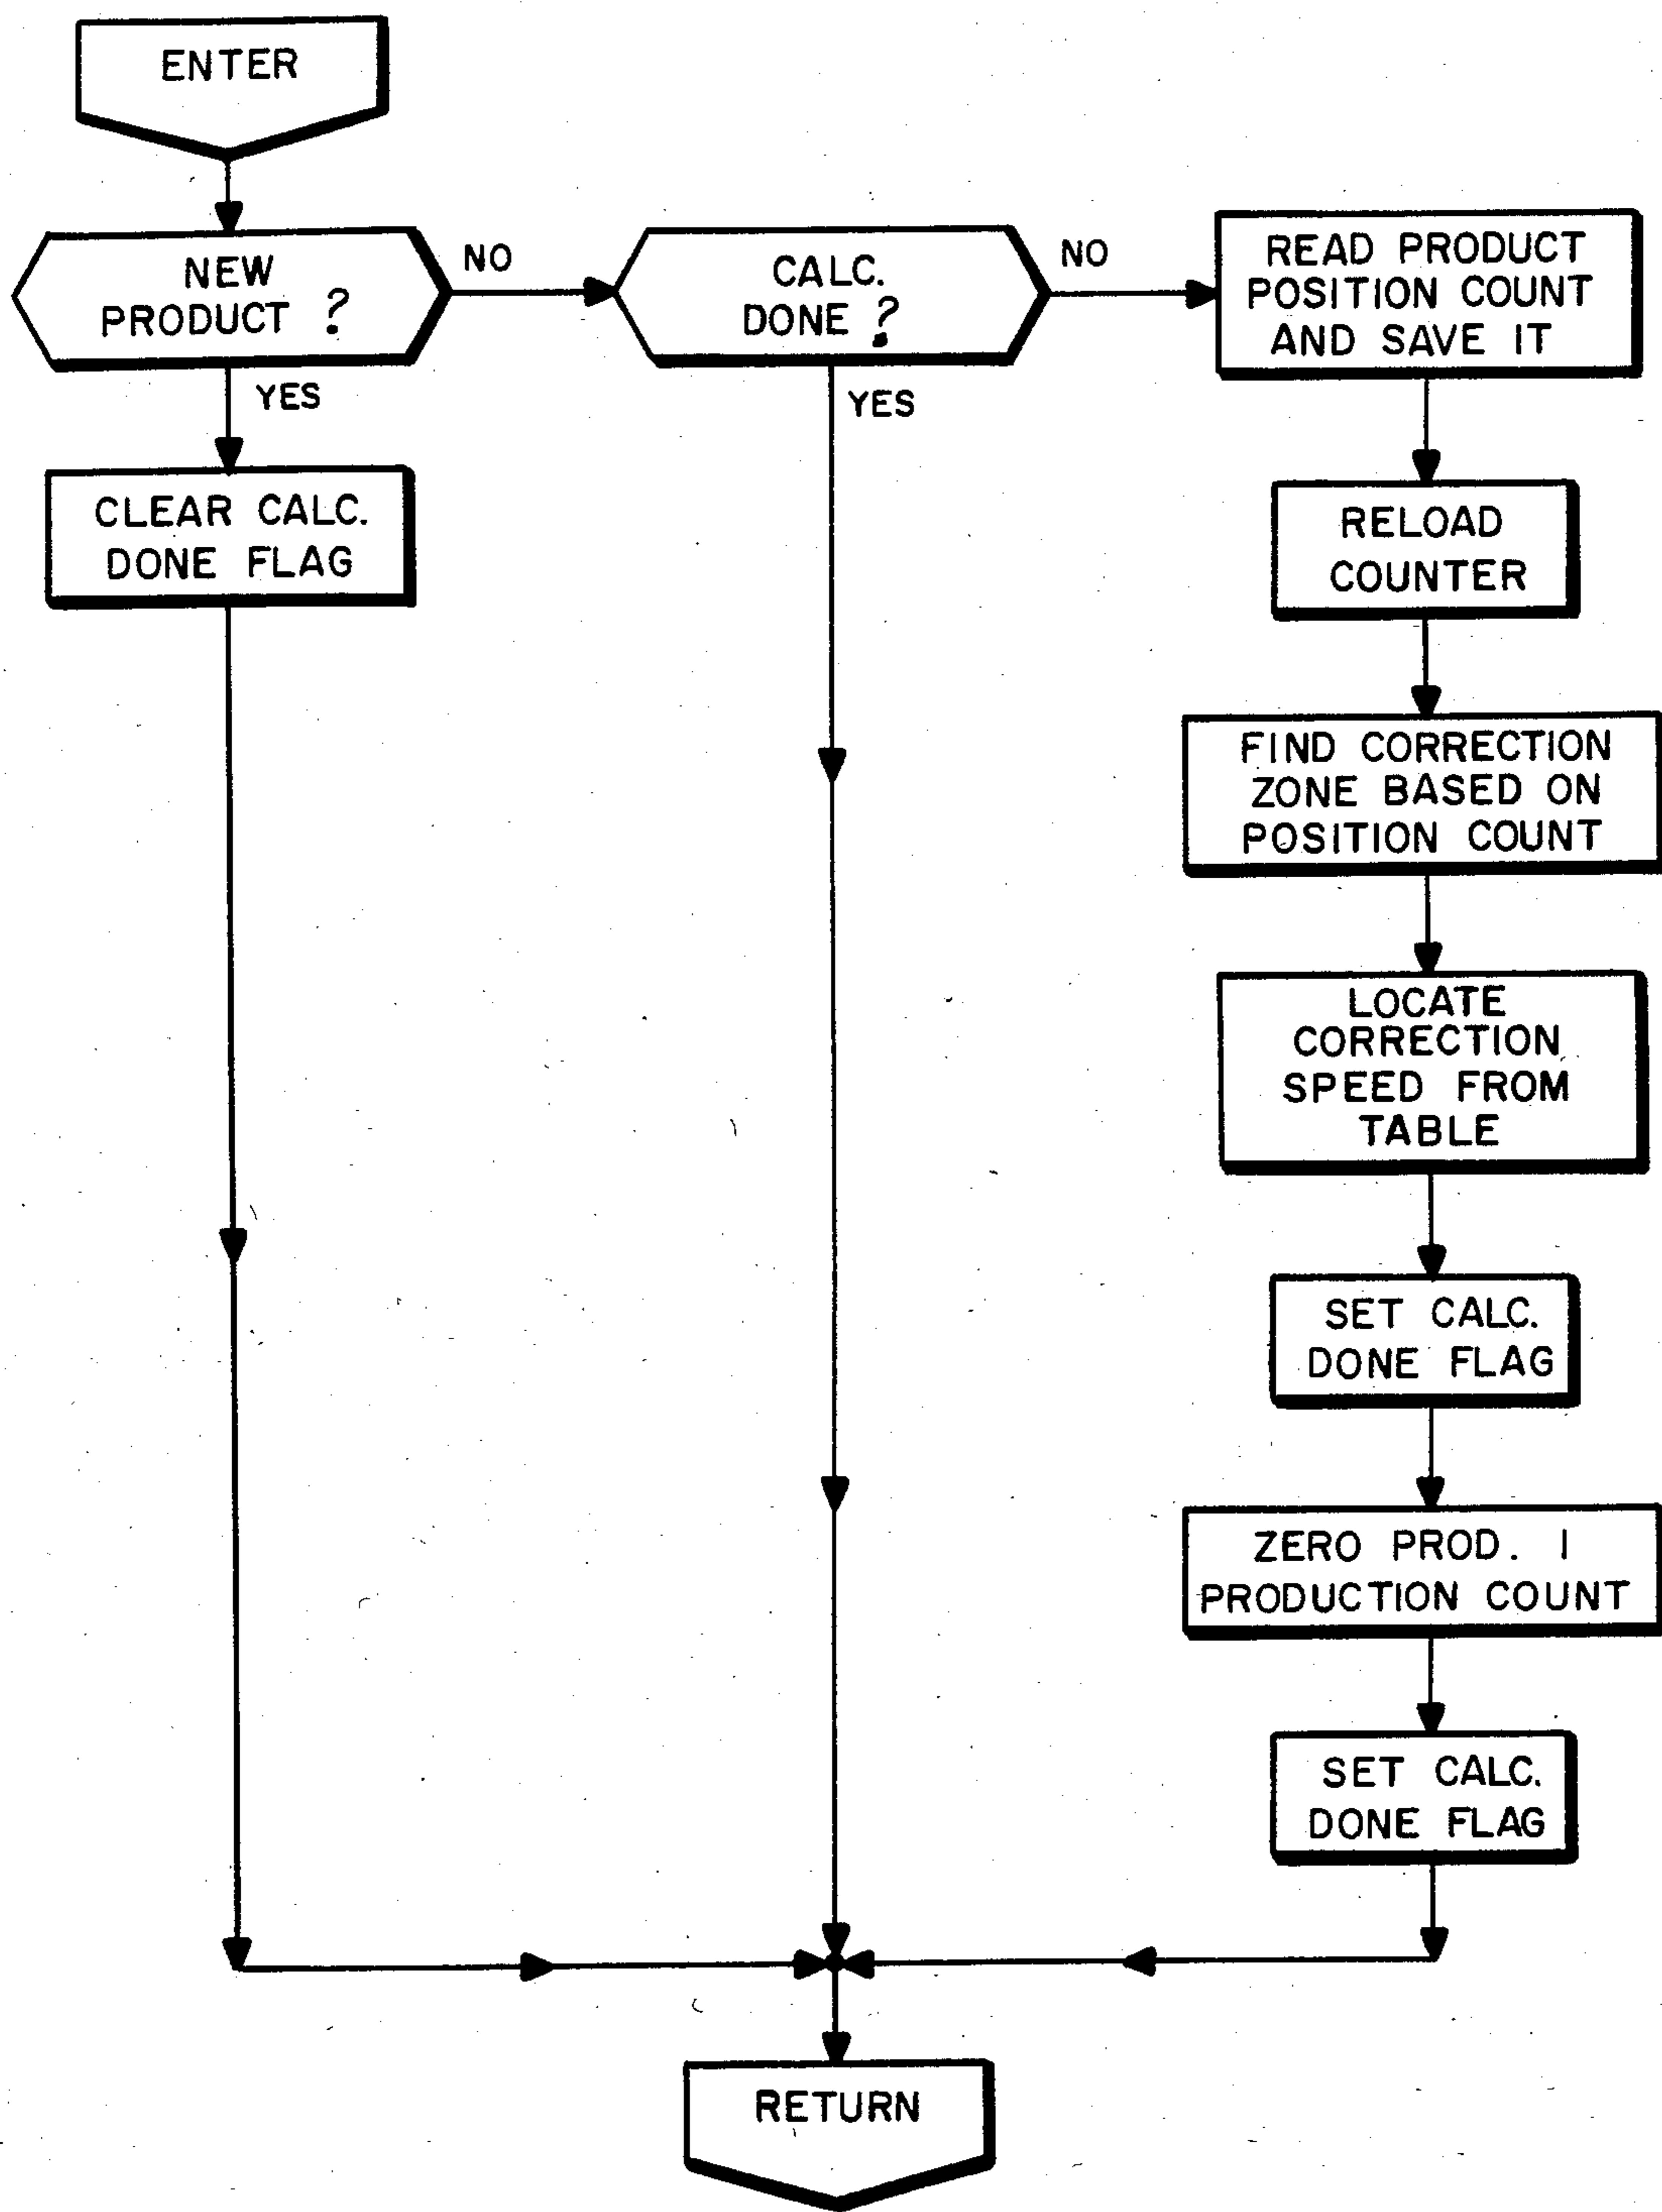 ENTER
NEW
PRODUCT ?
NO
CALC.
DONE ?
NO
READ PRODUCT
POSITION COUNT
AND SAVE IT
YES
YES
CLEAR CALC.
DONE FLAG
RELOAD
COUNTER
FIND CORRECTION
ZONE BASED ON
POSITION COUNT
LOCATE
CORRECTION
SPEED FROM
TABLE
SET CALC.
DONE FLAG
ZERO PROD. 1
PRODUCTION COUNT
SET CALC.
DONE FLAG
RETURN